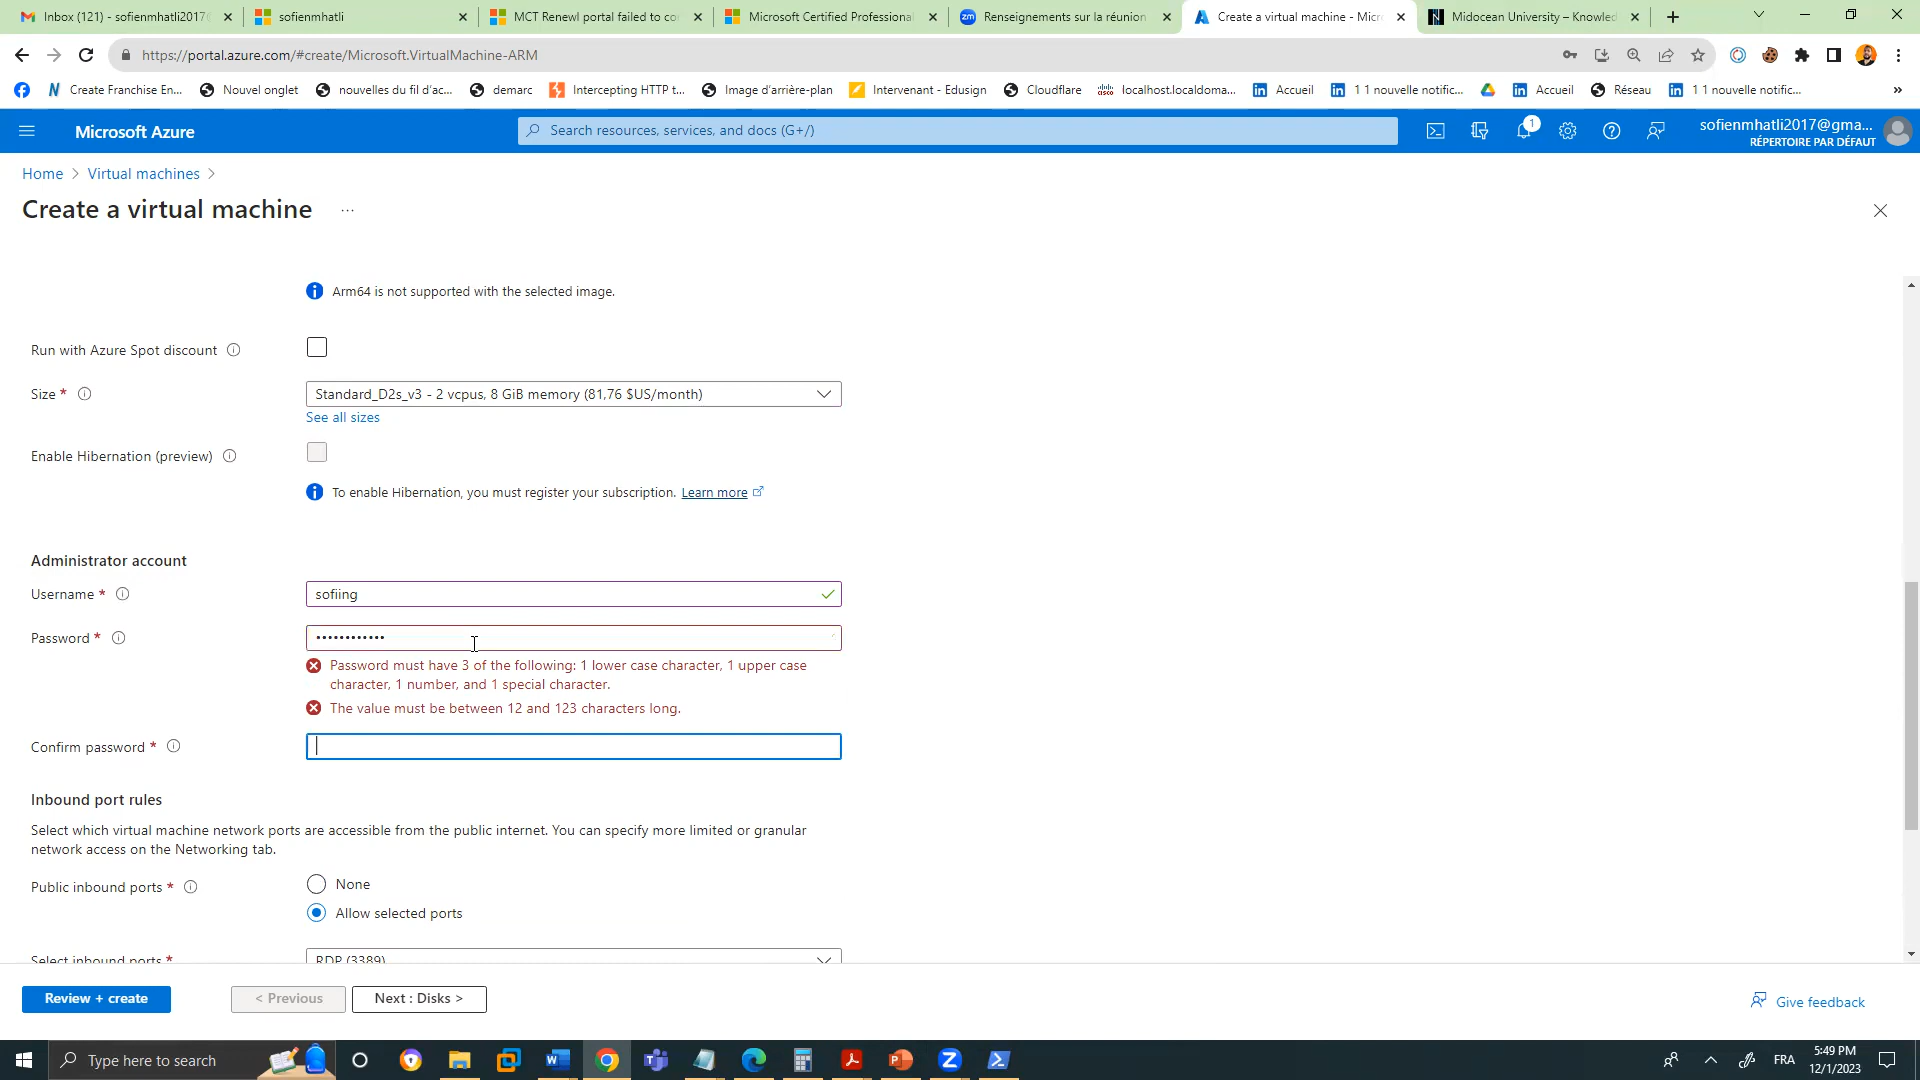 Inbox (121) - sofienmhatli2017
sofienmhatli
MCT Renewl portal failed to co
Microsoft Certified Professional
Renseignements sur la réunion
Create a virtual machine - Micr
Midocean University – Knowled
https://portal.azure.com/#create/Microsoft.VirtualMachine-ARM
Create Franchise En...
Nouvel onglet
nouvelles du fil d'ac...
demarc
Intercepting HTTP t...
Image d'arrière-plan
Intervenant - Edusign
Cloudflare
localhost.localdoma...
Accueil
1 1 nouvelle notific...
Accueil
Réseau
1 1 nouvelle notific...
Microsoft Azure
Search resources, services, and docs (G+/)
1
sofienmhatli2017@gma...
RÉPERTOIRE PAR DÉFAUT
Home > Virtual machines >
Create a virtual machine ...
Arm64 is not supported with the selected image.
Run with Azure Spot discount
Size *
Standard_D2s_v3 - 2 vcpus, 8 GiB memory (81,76 $US/month)
See all sizes
Enable Hibernation (preview)
To enable Hibernation, you must register your subscription. Learn more
Administrator account
Username *
sofiing
Password *
••••••••••••
Password must have 3 of the following: 1 lower case character, 1 upper case
character, 1 number, and 1 special character.
The value must be between 12 and 123 characters long.
Confirm password *
Inbound port rules
Select which virtual machine network ports are accessible from the public internet. You can specify more limited or granular
network access on the Networking tab.
Public inbound ports *
None
Allow selected ports
Select inbound ports *
RDP (3389)
Review + create
< Previous
Next : Disks >
Give feedback
Type here to search
FRA
5:49 PM
12/1/2023